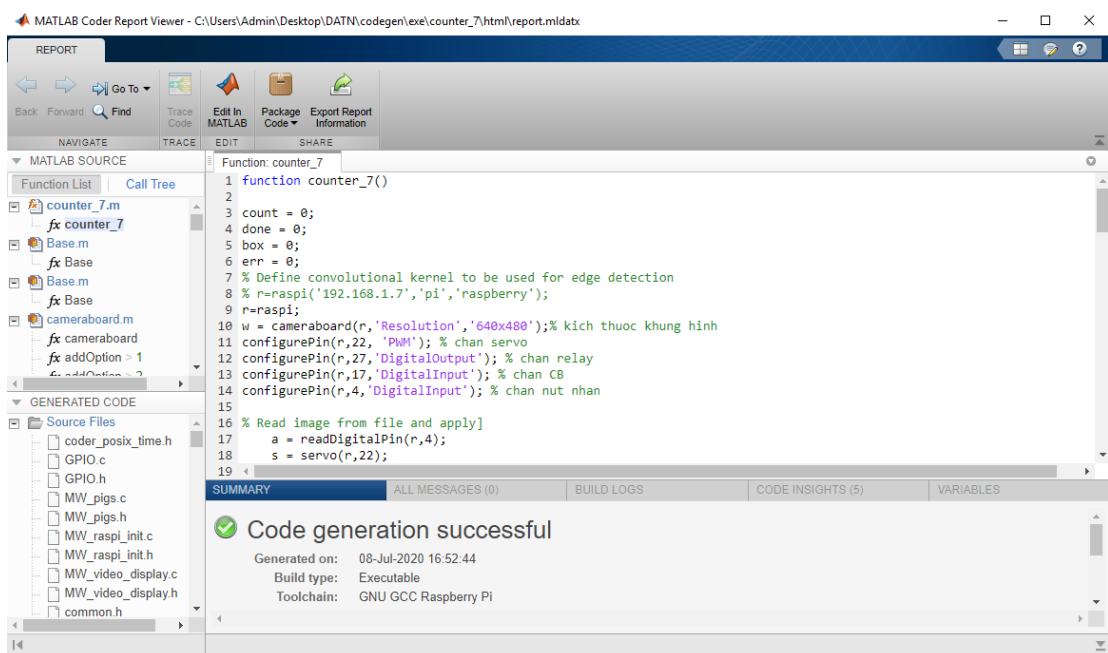 MATLAB Coder Report Viewer - C:\Users\Admin\Desktop\DATN\codegen\exe\counter_7\html\report.mldatx
REPORT
Back Forward Go To Find
Trace Code
Edit In MATLAB
Package Code
Export Report Information
NAVIGATE TRACE EDIT SHARE
MATLAB SOURCE
Function List Call Tree
counter_7.m
fx counter_7
Base.m
fx Base
Base.m
fx Base
cameraboard.m
fx cameraboard
fx addOption > 1
fx addOption > 2
GENERATED CODE
Source Files
coder_posix_time.h
GPIO.c
GPIO.h
MW_pigs.c
MW_pigs.h
MW_raspi_init.c
MW_raspi_init.h
MW_video_display.c
MW_video_display.h
common.h
Function: counter_7
1 function counter_7()
2
3 count = 0;
4 done = 0;
5 box = 0;
6 err = 0;
7 % Define convolutional kernel to be used for edge detection
8 % r=raspi('192.168.1.7','pi','raspberry');
9 r=raspi;
10 w = cameraboard(r,'Resolution','640x480');% kich thuoc khung hinh
11 configurePin(r,22, 'PWM'); % chan servo
12 configurePin(r,27,'DigitalOutput'); % chan relay
13 configurePin(r,17,'DigitalInput'); % chan CB
14 configurePin(r,4,'DigitalInput'); % chan nut nhan
15
16 % Read image from file and apply]
17 a = readDigitalPin(r,4);
18 s = servo(r,22);
19
SUMMARY ALL MESSAGES (0) BUILD LOGS CODE INSIGHTS (5) VARIABLES
Code generation successful
Generated on: 08-Jul-2020 16:52:44
Build type: Executable
Toolchain: GNU GCC Raspberry Pi